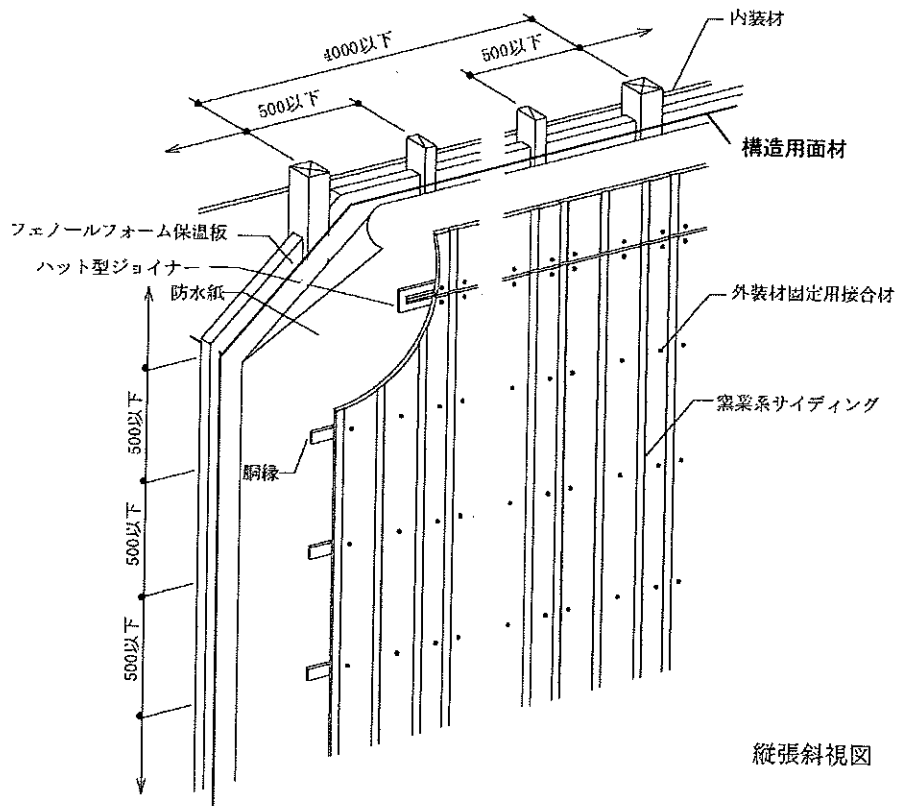 内装材
4000以下
500以下
500以下
構造用面材
フェノールフォーム保温板
ハット型ジョイナー
防水紙
外装材固定用接合材
窯業系サイディング
胴縁
500以下
500以下
500以下
縦張斜視図